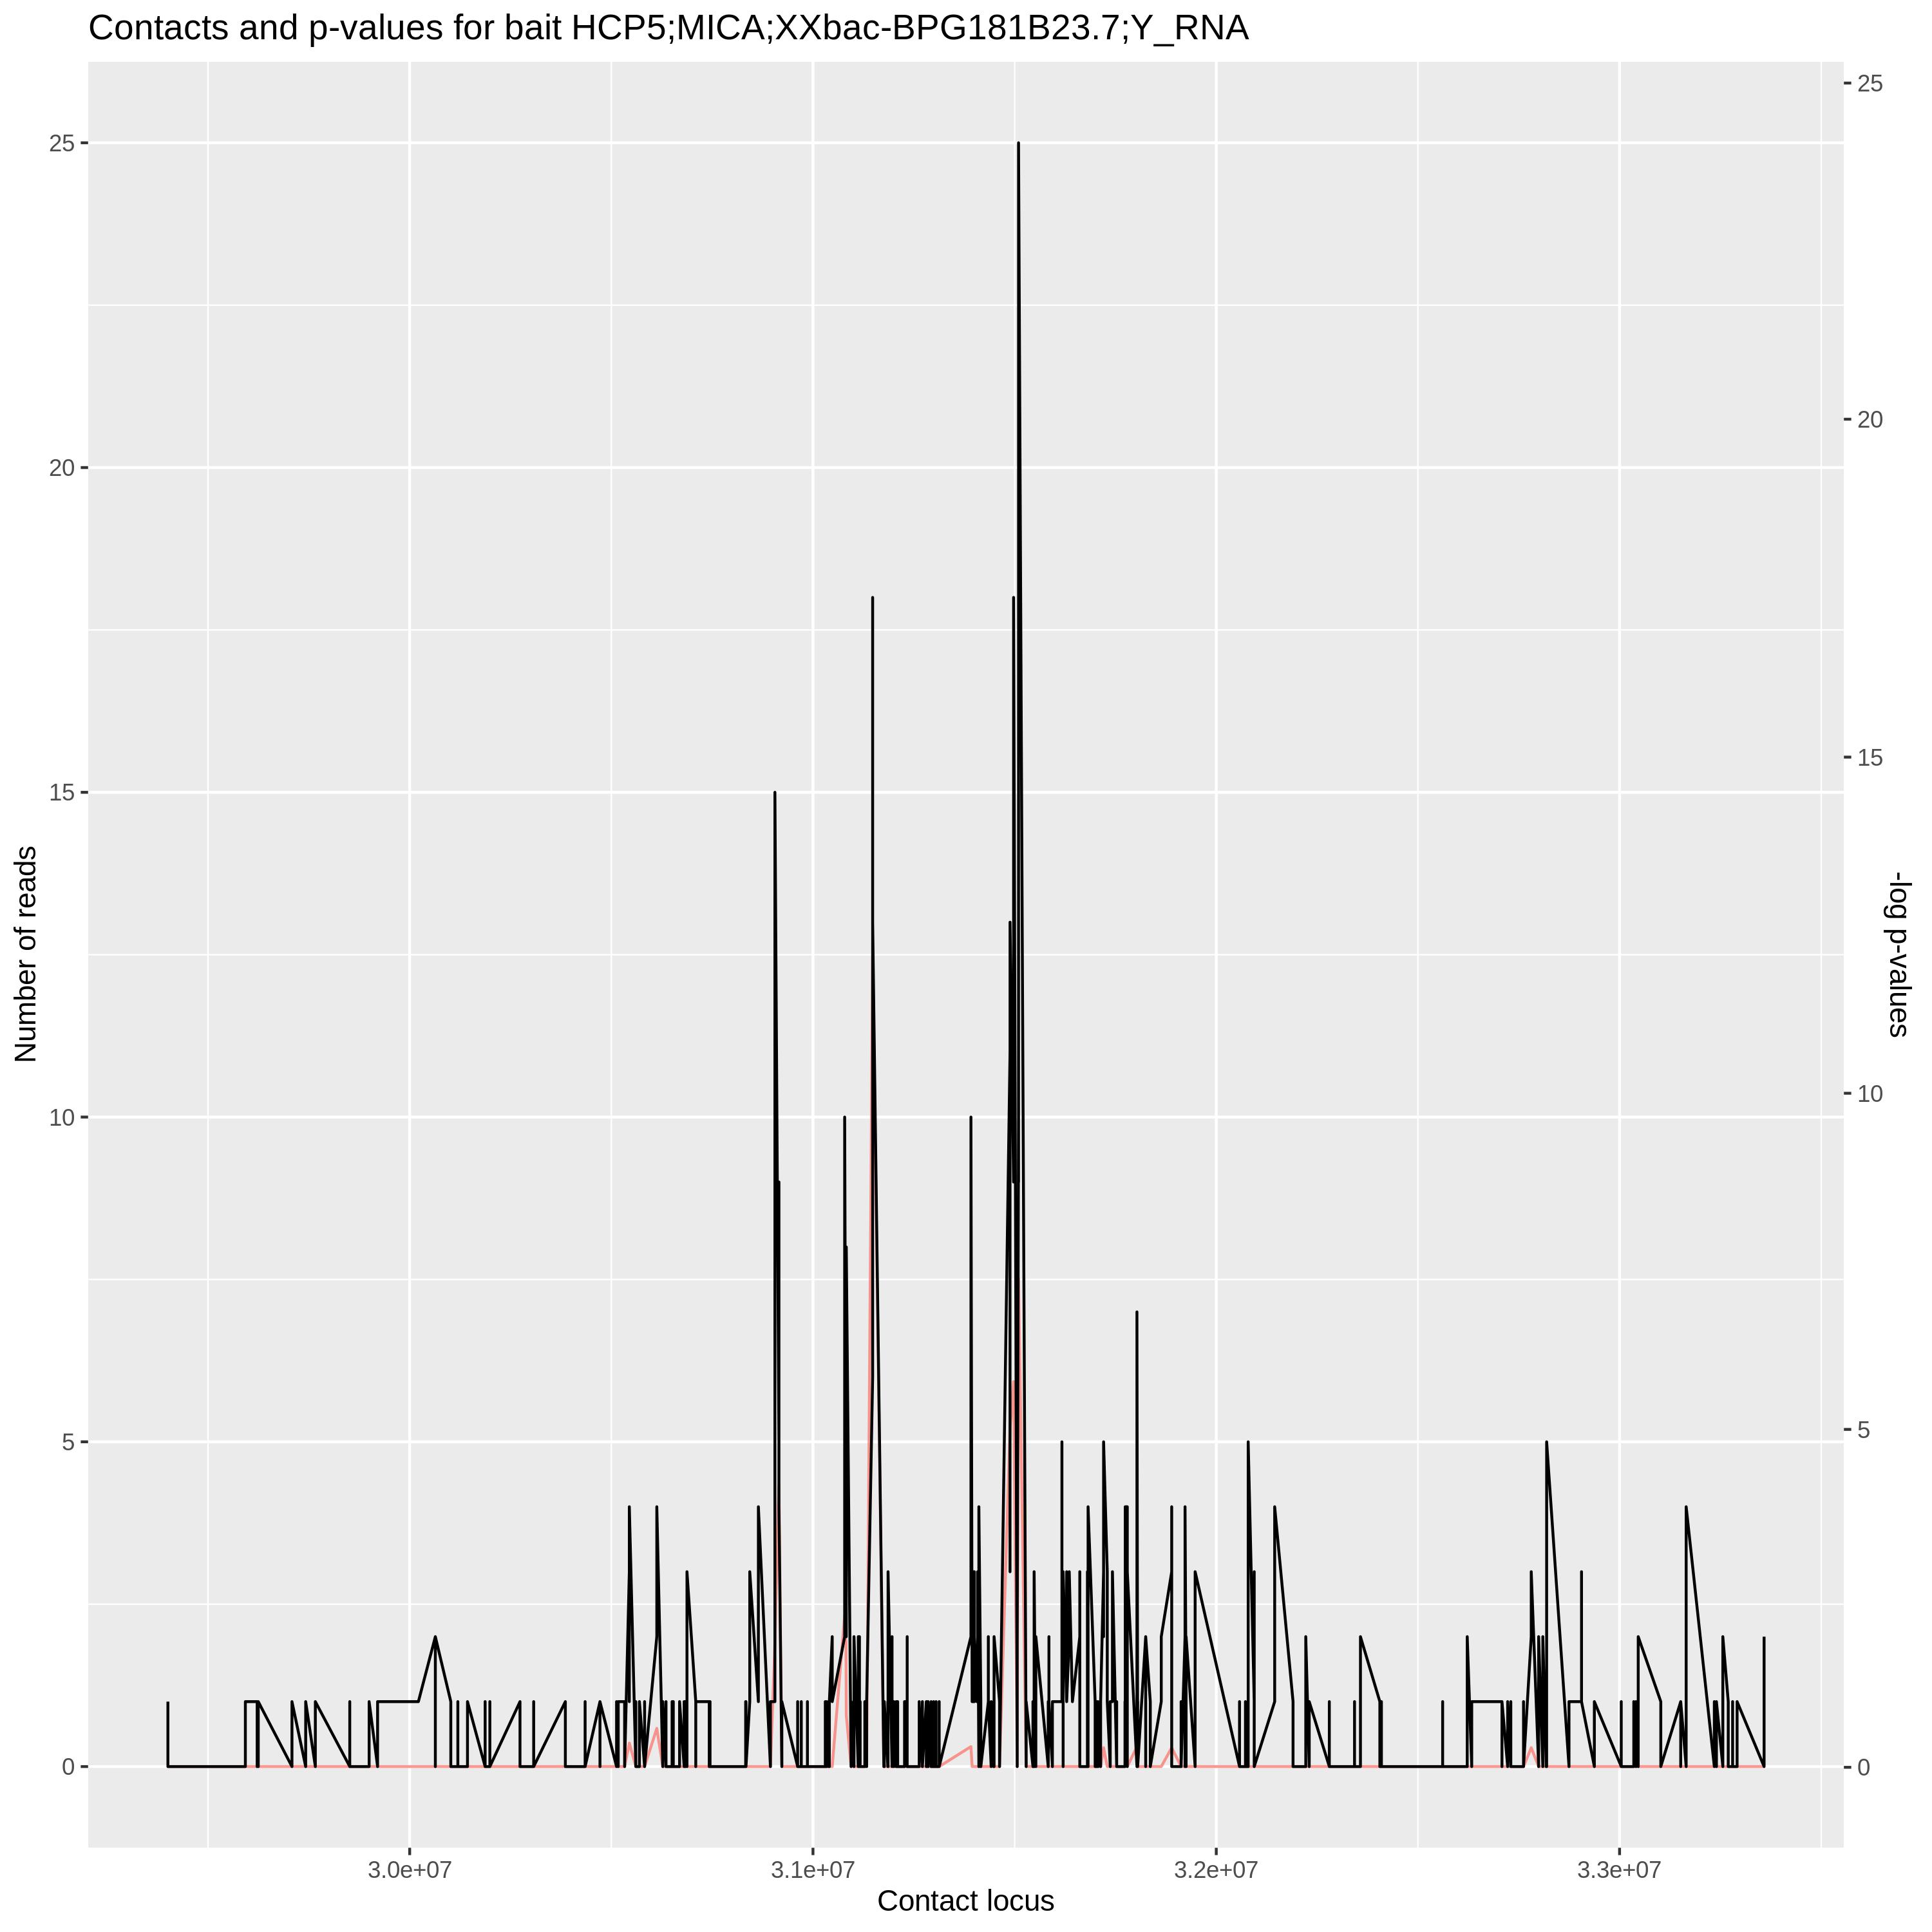 Contacts and p-values for bait HCP5;MICA;XXbac-BPG181B23.7;Y_RNA
25
20
15
10
5
0
Number of reads
25
20
15
10
5
0
-log p-values
3.0e+07
3.1e+07
3.2e+07
3.3e+07
Contact locus